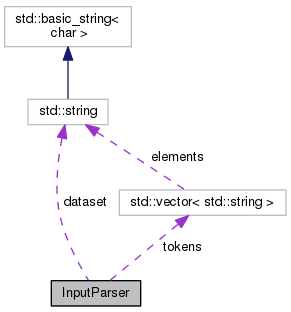 std::basic_string<
char >
std::string
elements
std::vector< std::string >
dataset
tokens
InputParser